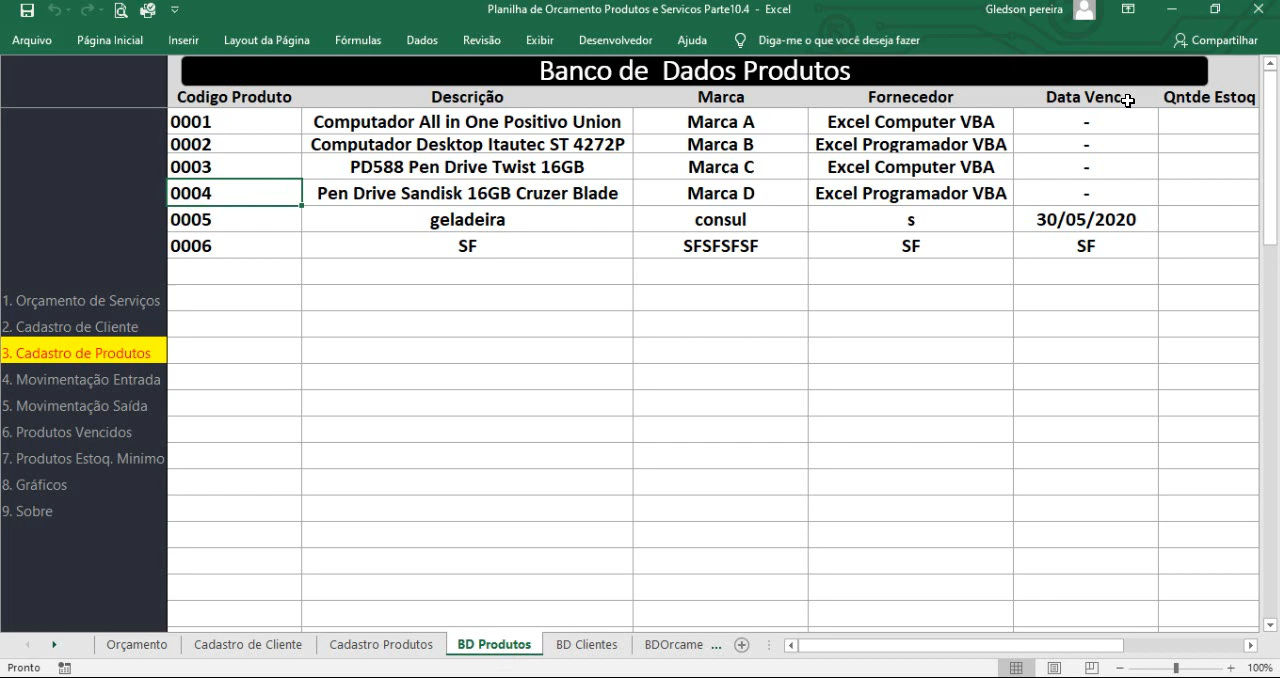 Planilha de Orcamento Produtos e Servicos Parte10.4 - Excel
Gledson pereira
Arquivo Página Inicial Inserir Layout da Página Fórmulas Dados Revisão Exibir Desenvolvedor Ajuda Diga-me o que você deseja fazer Compartilhar
Banco de Dados Produtos
Codigo Produto Descrição Marca Fornecedor Data Venc Qntde Estoq
0001 Computador All in One Positivo Union Marca A Excel Computer VBA -
0002 Computador Desktop Itautec ST 4272P Marca B Excel Programador VBA -
0003 PD588 Pen Drive Twist 16GB Marca C Excel Computer VBA -
0004 Pen Drive Sandisk 16GB Cruzer Blade Marca D Excel Programador VBA -
0005 geladeira consul s 30/05/2020
0006 SF SFSFSFSF SF SF
1. Orçamento de Serviços
2. Cadastro de Cliente
3. Cadastro de Produtos
4. Movimentação Entrada
5. Movimentação Saída
6. Produtos Vencidos
7. Produtos Estoq. Minimo
8. Gráficos
9. Sobre
Orçamento Cadastro de Cliente Cadastro Produtos BD Produtos BD Clientes BDOrcame ...
Pronto 100%